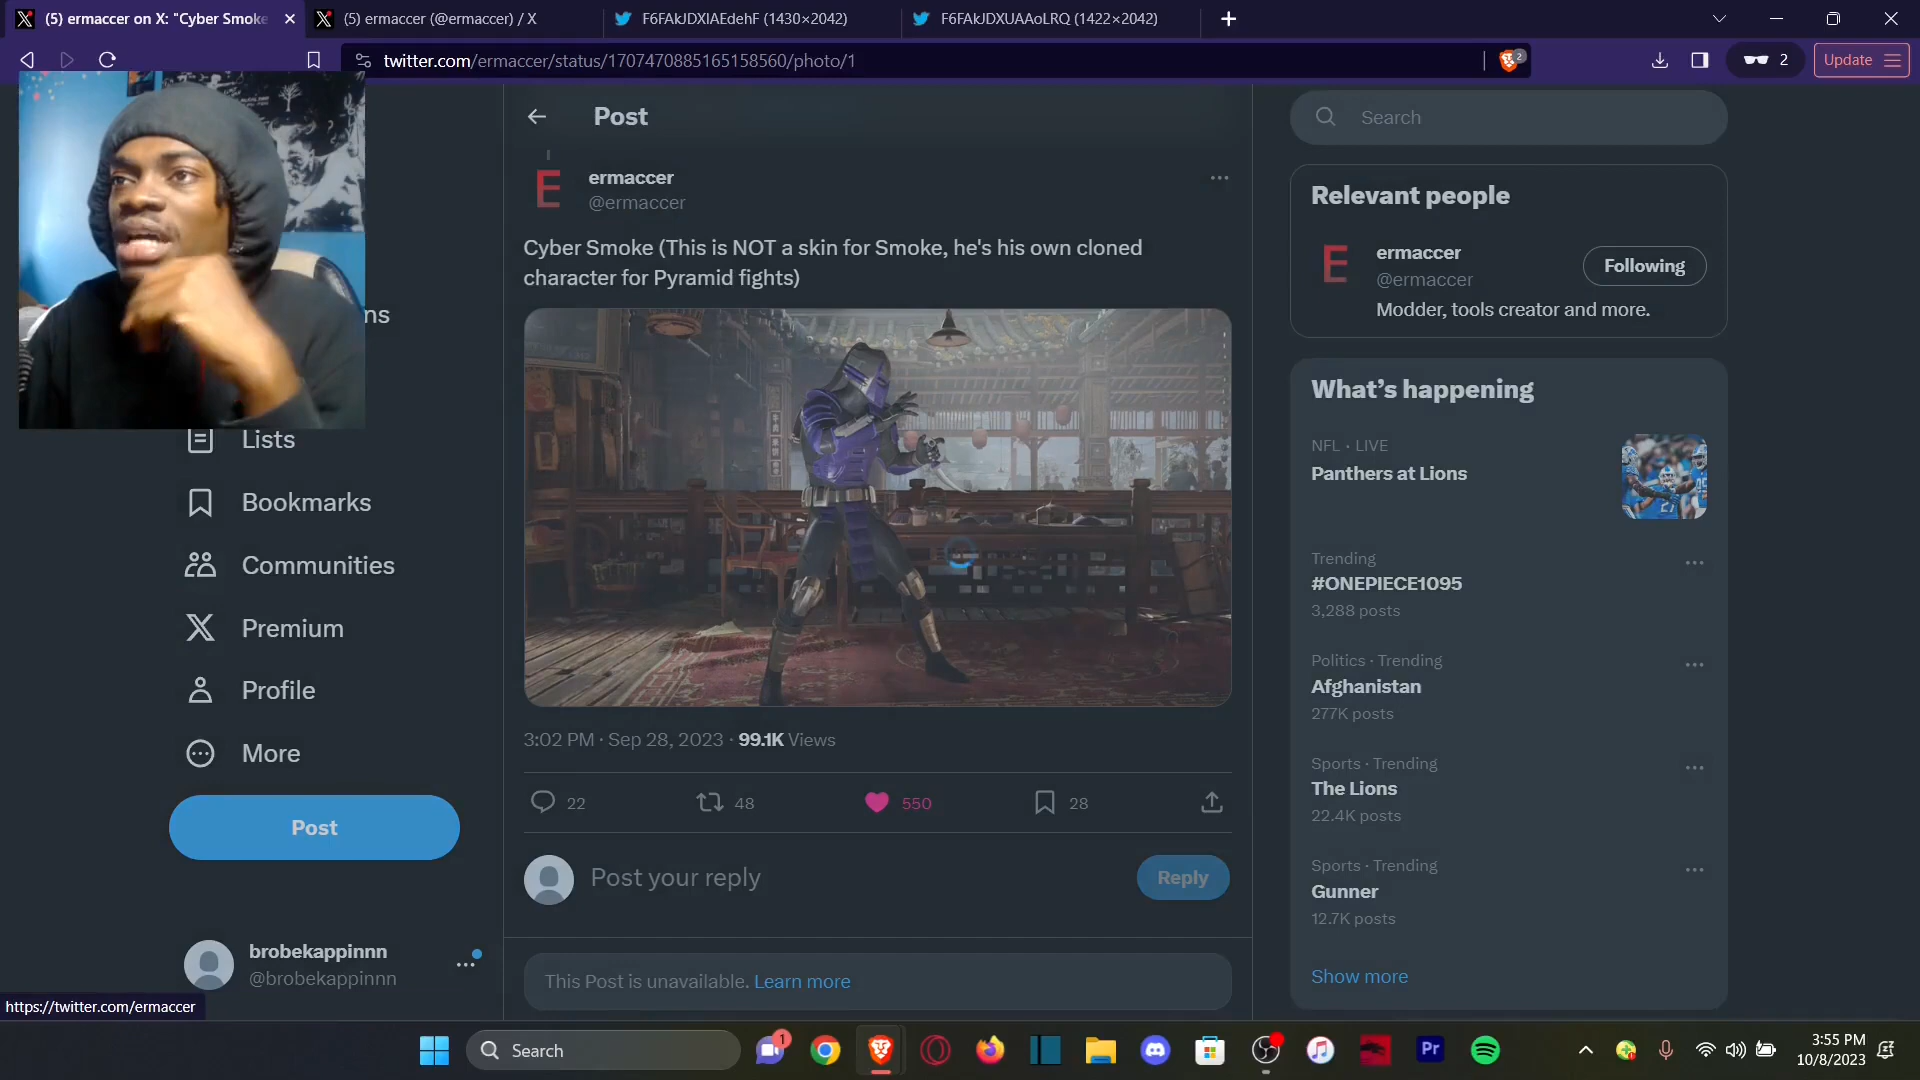 (5) ermaccer on X: "Cyber Smoke
(5) ermaccer (@ermaccer) / X
F6FAkJDXIAEdehF (1430×2042)
F6FAkJDXUAAoLRQ (1422×2042)
twitter.com/ermaccer/status/1707470885165158560/photo/1
2
2
Update
Post
Search
E
ermaccer
@ermaccer
Cyber Smoke (This is NOT a skin for Smoke, he's his own cloned
character for Pyramid fights)
3:02 PM · Sep 28, 2023 · 99.1K Views
22
48
550
28
Post your reply
Reply
This Post is unavailable. Learn more
Relevant people
E
ermaccer
@ermaccer
Following
Modder, tools creator and more.
What's happening
NFL · LIVE
Panthers at Lions
Trending
#ONEPIECE1095
3,288 posts
Politics · Trending
Afghanistan
277K posts
Sports · Trending
The Lions
22.4K posts
Sports · Trending
Gunner
12.7K posts
Show more
ns
Lists
Bookmarks
Communities
Premium
Profile
More
Post
brobekappinnn
@brobekappinnn
https://twitter.com/ermaccer
Search
1
Pr
3:55 PM
10/8/2023